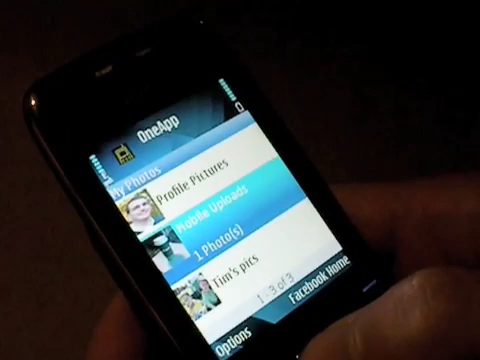 OneApp
My Photos
Profile Pictures
Mobile Uploads
1 Photo(s)
Tim's pics
1 - 3 of 3
Options
Facebook Home